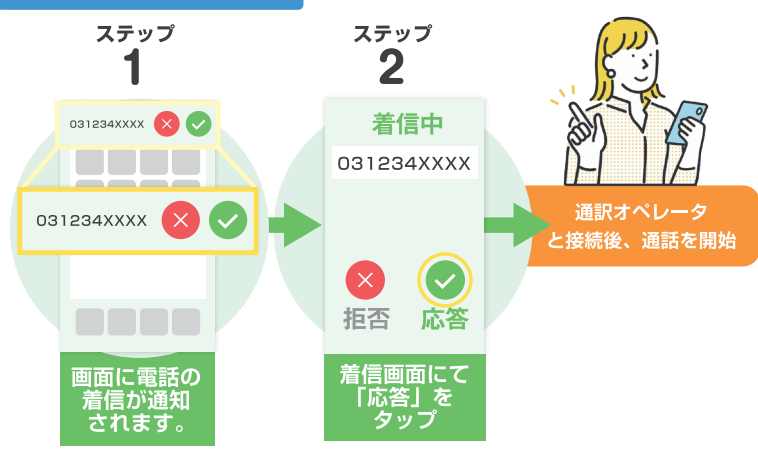 ステップ
1
031234XXXX
031234XXXX
画面に電話の
着信が通知
されます。
ステップ
2
着信中
031234XXXX
拒否
応答
着信画面にて
「応答」を
タップ
通訳オペレータ
と接続後、通話を開始